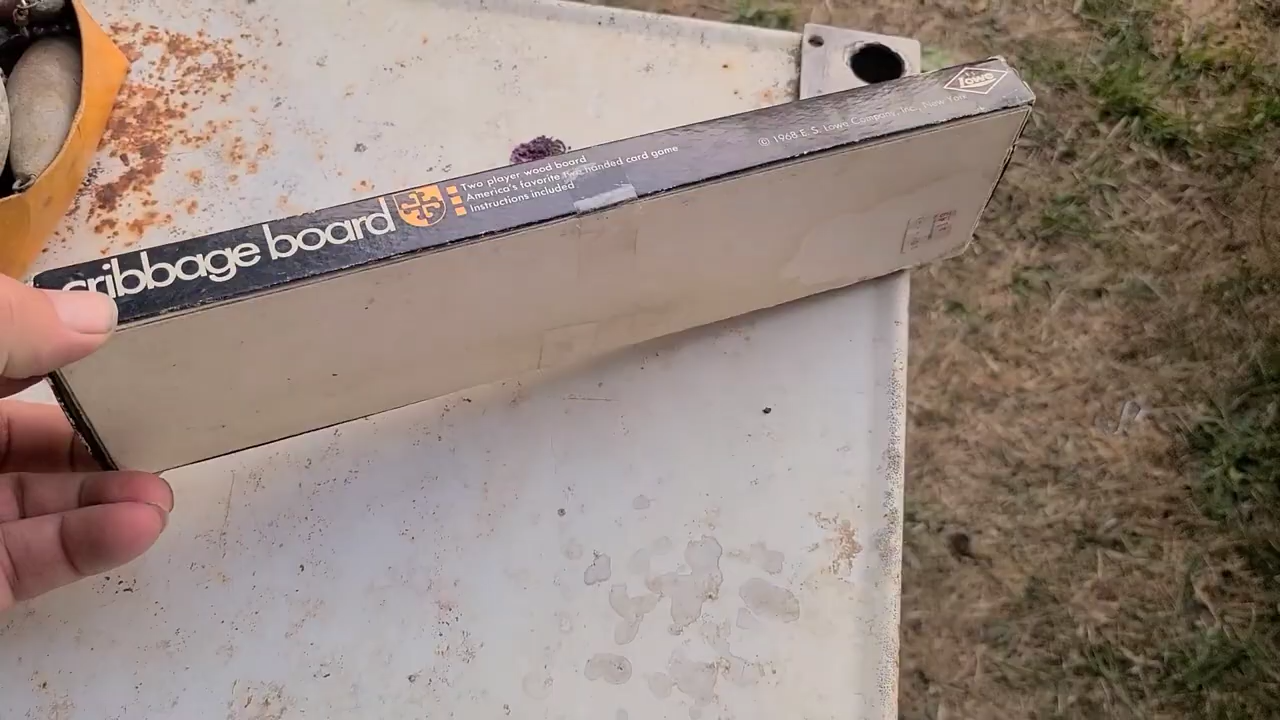 cribbage board
Two player wood board
America's favorite two handed card game
Instructions included
© 1968 E.S. Lowe Company, Inc., New York
lowe